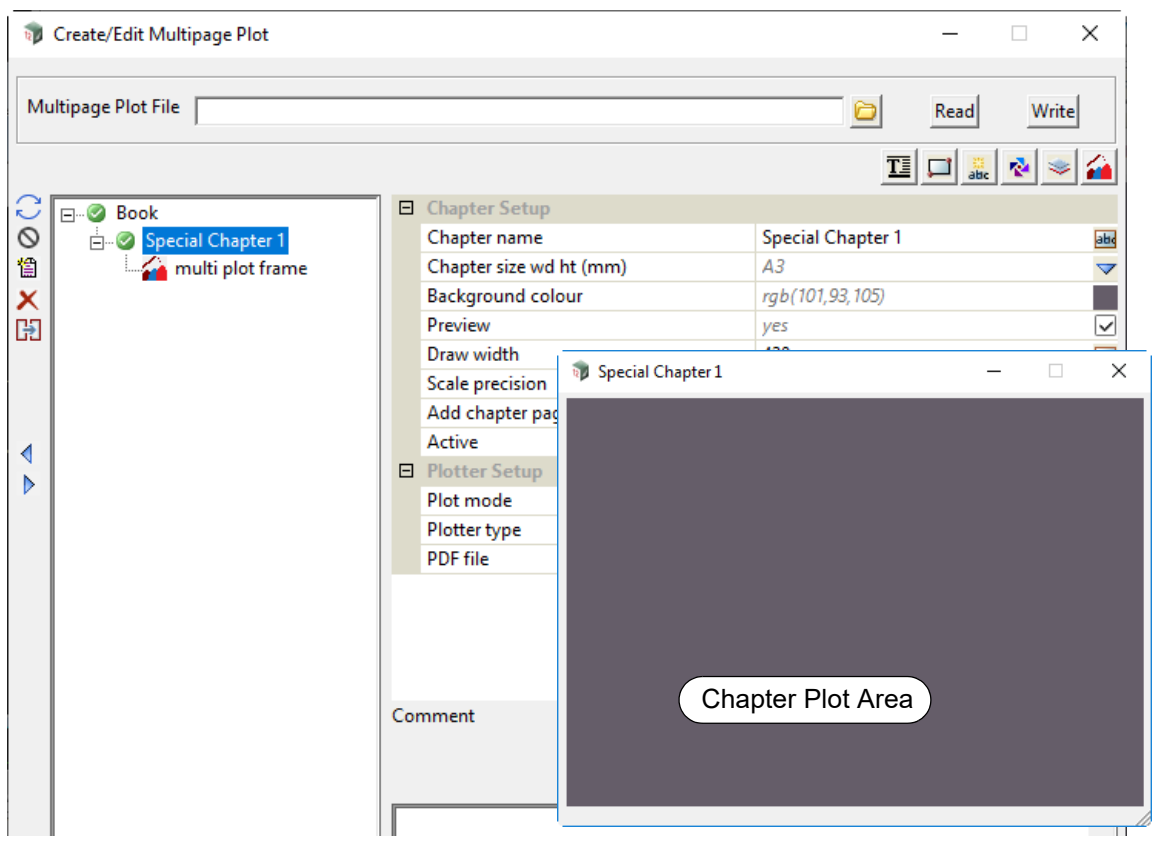 Create/Edit Multipage Plot
Multipage Plot File
Read
Write
Book
Special Chapter 1
multi plot frame
Chapter Setup
Chapter name Special Chapter 1
Chapter size wd ht (mm) A3
Background colour rgb(101,93,105)
Preview yes
Draw width
Scale precision
Add chapter pag
Active
Plotter Setup
Plot mode
Plotter type
PDF file
Comment
Special Chapter 1
Chapter Plot Area